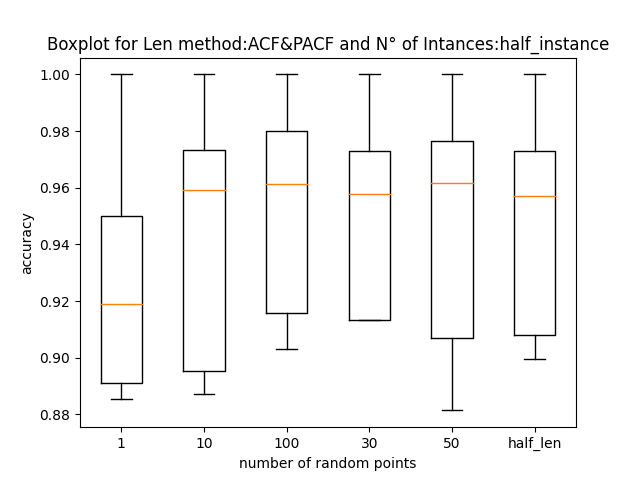 Boxplot for Len method:ACF&PACF and N° of Intances:half_instance
1.00
0.98
0.96
0.94
0.92
0.90
0.88
accuracy
1 10 100 30 50 half_len
number of random points